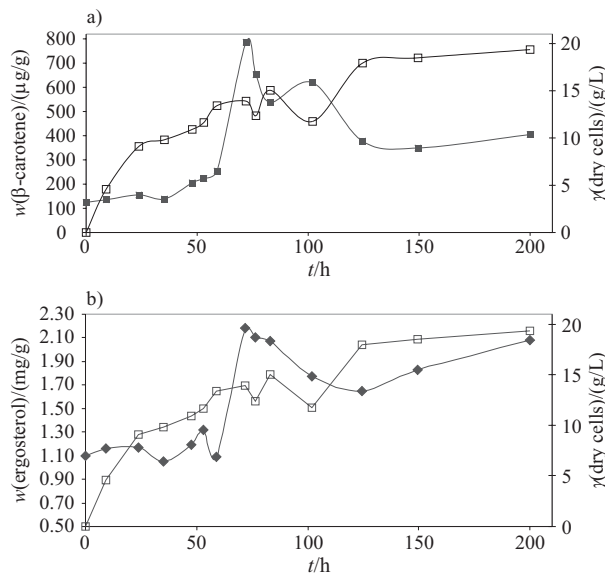 a)
w(β-carotene)/(µg/g)
800
700
600
500
400
300
200
100
0
20
15
10
5
0
γ(dry cells)/(g/L)
0 50 100 150 200
t/h
b)
w(ergosterol)/(mg/g)
2.30
2.10
1.90
1.70
1.50
1.30
1.10
0.90
0.70
0.50
20
15
10
5
0
γ(dry cells)/(g/L)
0 50 100 150 200
t/h